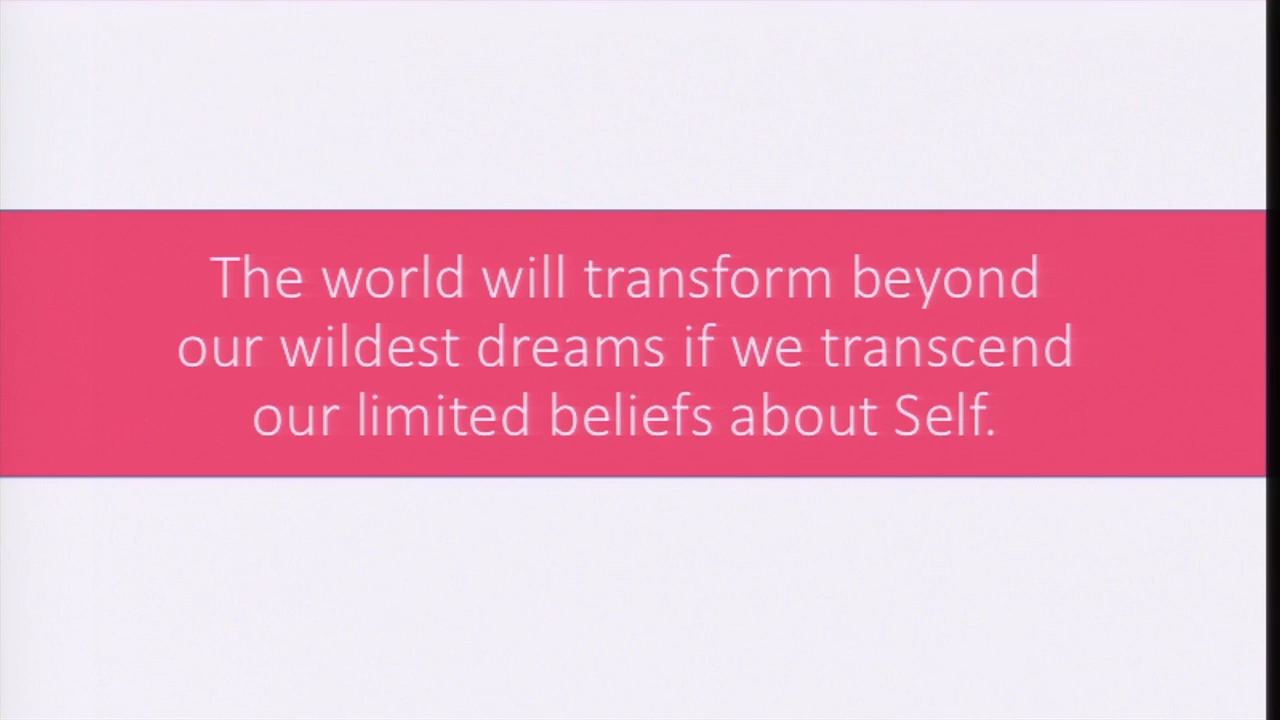 The world will transform beyond
our wildest dreams if we transcend
our limited beliefs about Self.